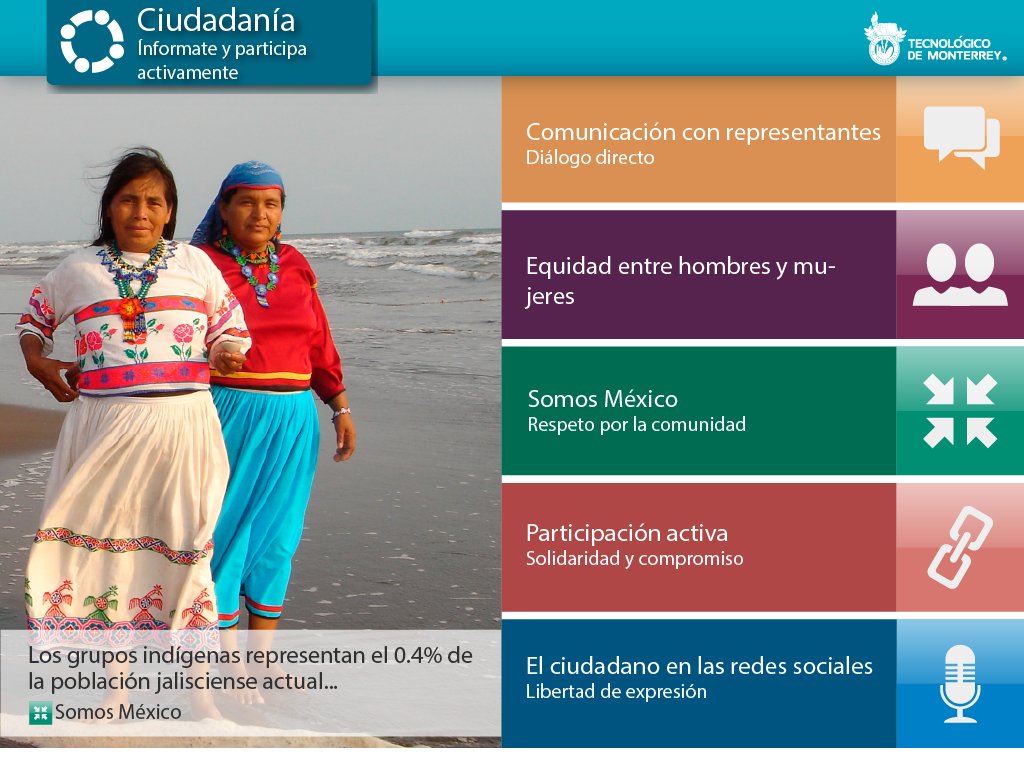 Ciudadanía
Ínformate y participa
activamente
TECNOLÓGICO
DE MONTERREY®
Comunicación con representantes
Diálogo directo
Equidad entre hombres y mu-
jeres
Somos México
Respeto por la comunidad
Participación activa
Solidaridad y compromiso
El ciudadano en las redes sociales
Libertad de expresión
Los grupos indígenas representan el 0.4% de
la población jalisciense actual...
Somos México